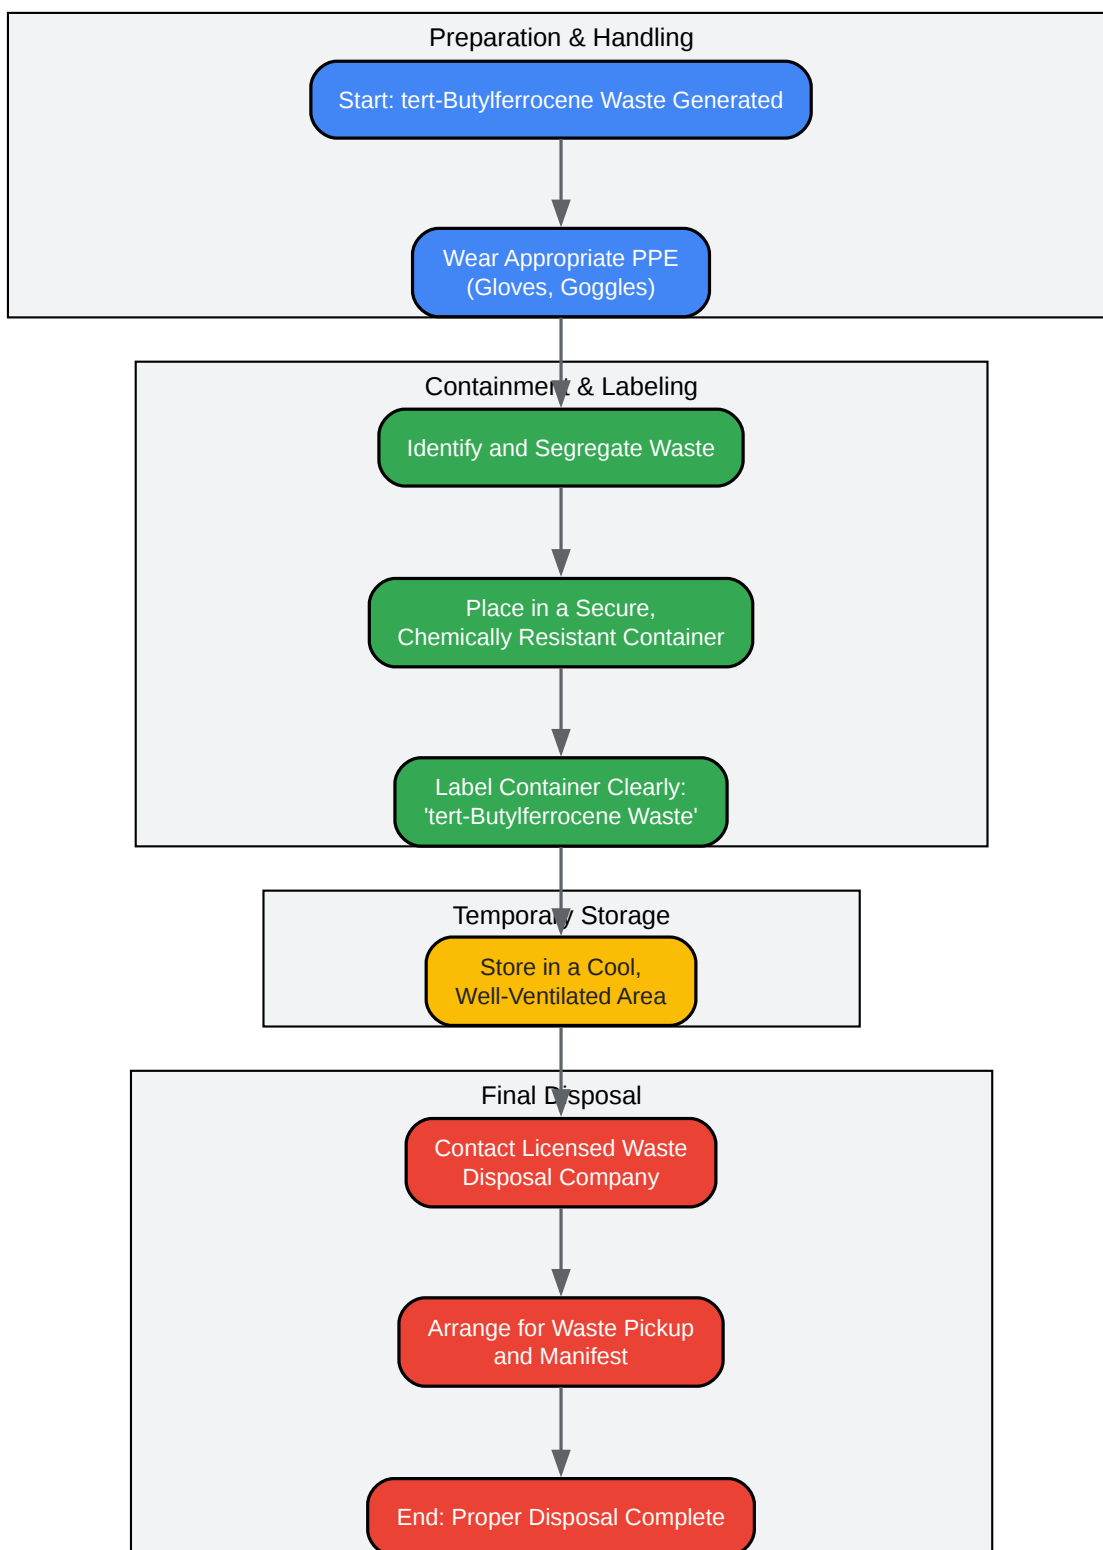 Preparation & Handling
Start: tert-Butylferrocene Waste Generated
Wear Appropriate PPE
(Gloves, Goggles)
Containment & Labeling
Identify and Segregate Waste
Place in a Secure,
Chemically Resistant Container
Label Container Clearly:
'tert-Butylferrocene Waste'
Temporary Storage
Store in a Cool,
Well-Ventilated Area
Final Disposal
Contact Licensed Waste
Disposal Company
Arrange for Waste Pickup
and Manifest
End: Proper Disposal Complete